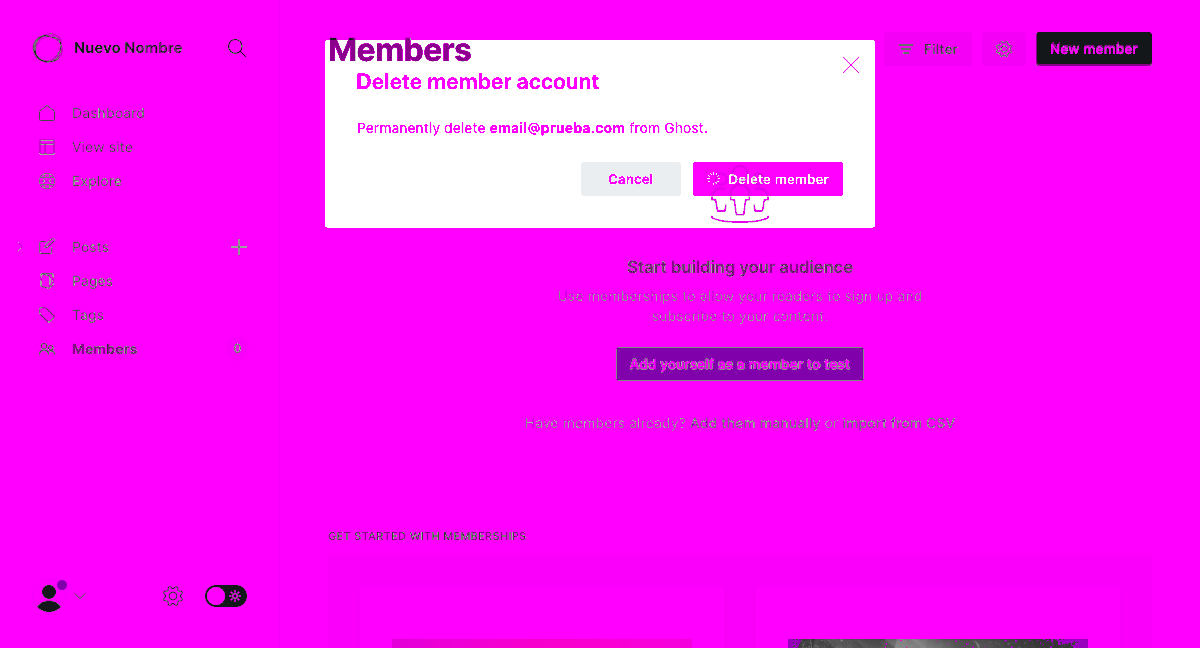 Nuevo Nombre
Dashboard
View site
Explore
Posts
Pages
Tags
Members 0
Members
Filter
New member
Delete member account
Permanently delete email@prueba.com from Ghost.
Cancel
Delete member
Start building your audience
Use memberships to allow your readers to sign up and
subscribe to your content.
Add yourself as a member to test
Have members already? Add them manually or import from CSV
GET STARTED WITH MEMBERSHIPS